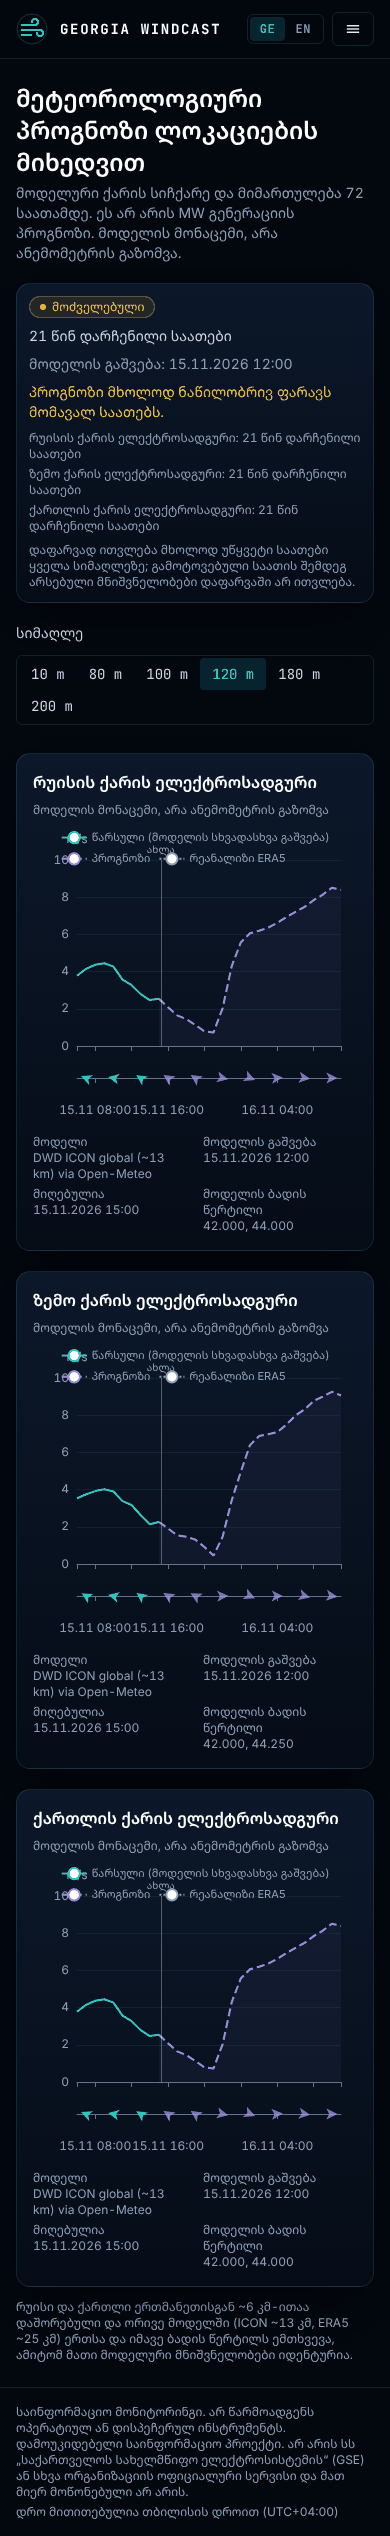 GEORGIA WINDCAST
GE EN
მეტეოროლოგიური
პროგნოზი ლოკაციების
მიხედვით
მოდელური ქარის სიჩქარე და მიმართულება 72
საათამდე. ეს არ არის MW გენერაციის
პროგნოზი. მოდელის მონაცემი, არა
ანემომეტრის გაზომვა.
მოძველებული
21 წინ დარჩენილი საათები
მოდელის გაშვება: 15.11.2026 12:00
პროგნოზი მხოლოდ ნაწილობრივ ფარავს
მომავალ საათებს.
რუისის ქარის ელექტროსადგური: 21 წინ დარჩენილი
საათები
ზემო ქარის ელექტროსადგური: 21 წინ დარჩენილი
საათები
ქართლის ქარის ელექტროსადგური: 21 წინ
დარჩენილი საათები
დაფარვად ითვლება მხოლოდ უწყვეტი საათები
ყველა სიმაღლეზე; გამოტოვებული საათის შემდეგ
არსებული მნიშვნელობები დაფარვაში არ ითვლება.
სიმაღლე
10 m 80 m 100 m 120 m 180 m
200 m
რუისის ქარის ელექტროსადგური
მოდელის მონაცემი, არა ანემომეტრის გაზომვა
წარსული (მოდელის სხვადასხვა გაშვება)
ახლა
პროგნოზი რეანალიზი ERA5
10
8
6
4
2
0
15.11 08:00 15.11 16:00 16.11 04:00
მოდელი მოდელის გაშვება
DWD ICON global (~13 15.11.2026 12:00
km) via Open-Meteo
მიღებულია მოდელის ბადის
15.11.2026 15:00 წერტილი
42.000, 44.000
ზემო ქარის ელექტროსადგური
მოდელის მონაცემი, არა ანემომეტრის გაზომვა
წარსული (მოდელის სხვადასხვა გაშვება)
ახლა
პროგნოზი რეანალიზი ERA5
10
8
6
4
2
0
15.11 08:00 15.11 16:00 16.11 04:00
მოდელი მოდელის გაშვება
DWD ICON global (~13 15.11.2026 12:00
km) via Open-Meteo
მიღებულია მოდელის ბადის
15.11.2026 15:00 წერტილი
42.000, 44.250
ქართლის ქარის ელექტროსადგური
მოდელის მონაცემი, არა ანემომეტრის გაზომვა
წარსული (მოდელის სხვადასხვა გაშვება)
ახლა
პროგნოზი რეანალიზი ERA5
10
8
6
4
2
0
15.11 08:00 15.11 16:00 16.11 04:00
მოდელი მოდელის გაშვება
DWD ICON global (~13 15.11.2026 12:00
km) via Open-Meteo
მიღებულია მოდელის ბადის
15.11.2026 15:00 წერტილი
42.000, 44.000
რუისი და ქართლი ერთმანეთისგან ~6 კმ-ითაა
დაშორებული და ორივე მოდელში (ICON ~13 კმ, ERA5
~25 კმ) ერთსა და იმავე ბადის წერტილს ემთხვევა,
ამიტომ მათი მოდელური მნიშვნელობები იდენტურია.
საინფორმაციო მონიტორინგი. არ წარმოადგენს
ოპერატიულ ან დისპეჩერულ ინსტრუმენტს.
დამოუკიდებელი საინფორმაციო პროექტი. არ არის სს
„საქართველოს სახელმწიფო ელექტროსისტემის“ (GSE)
ან სხვა ორგანიზაციის ოფიციალური სერვისი და მათ
მიერ მოწონებული არ არის.
დრო მითითებულია თბილისის დროით (UTC+04:00)